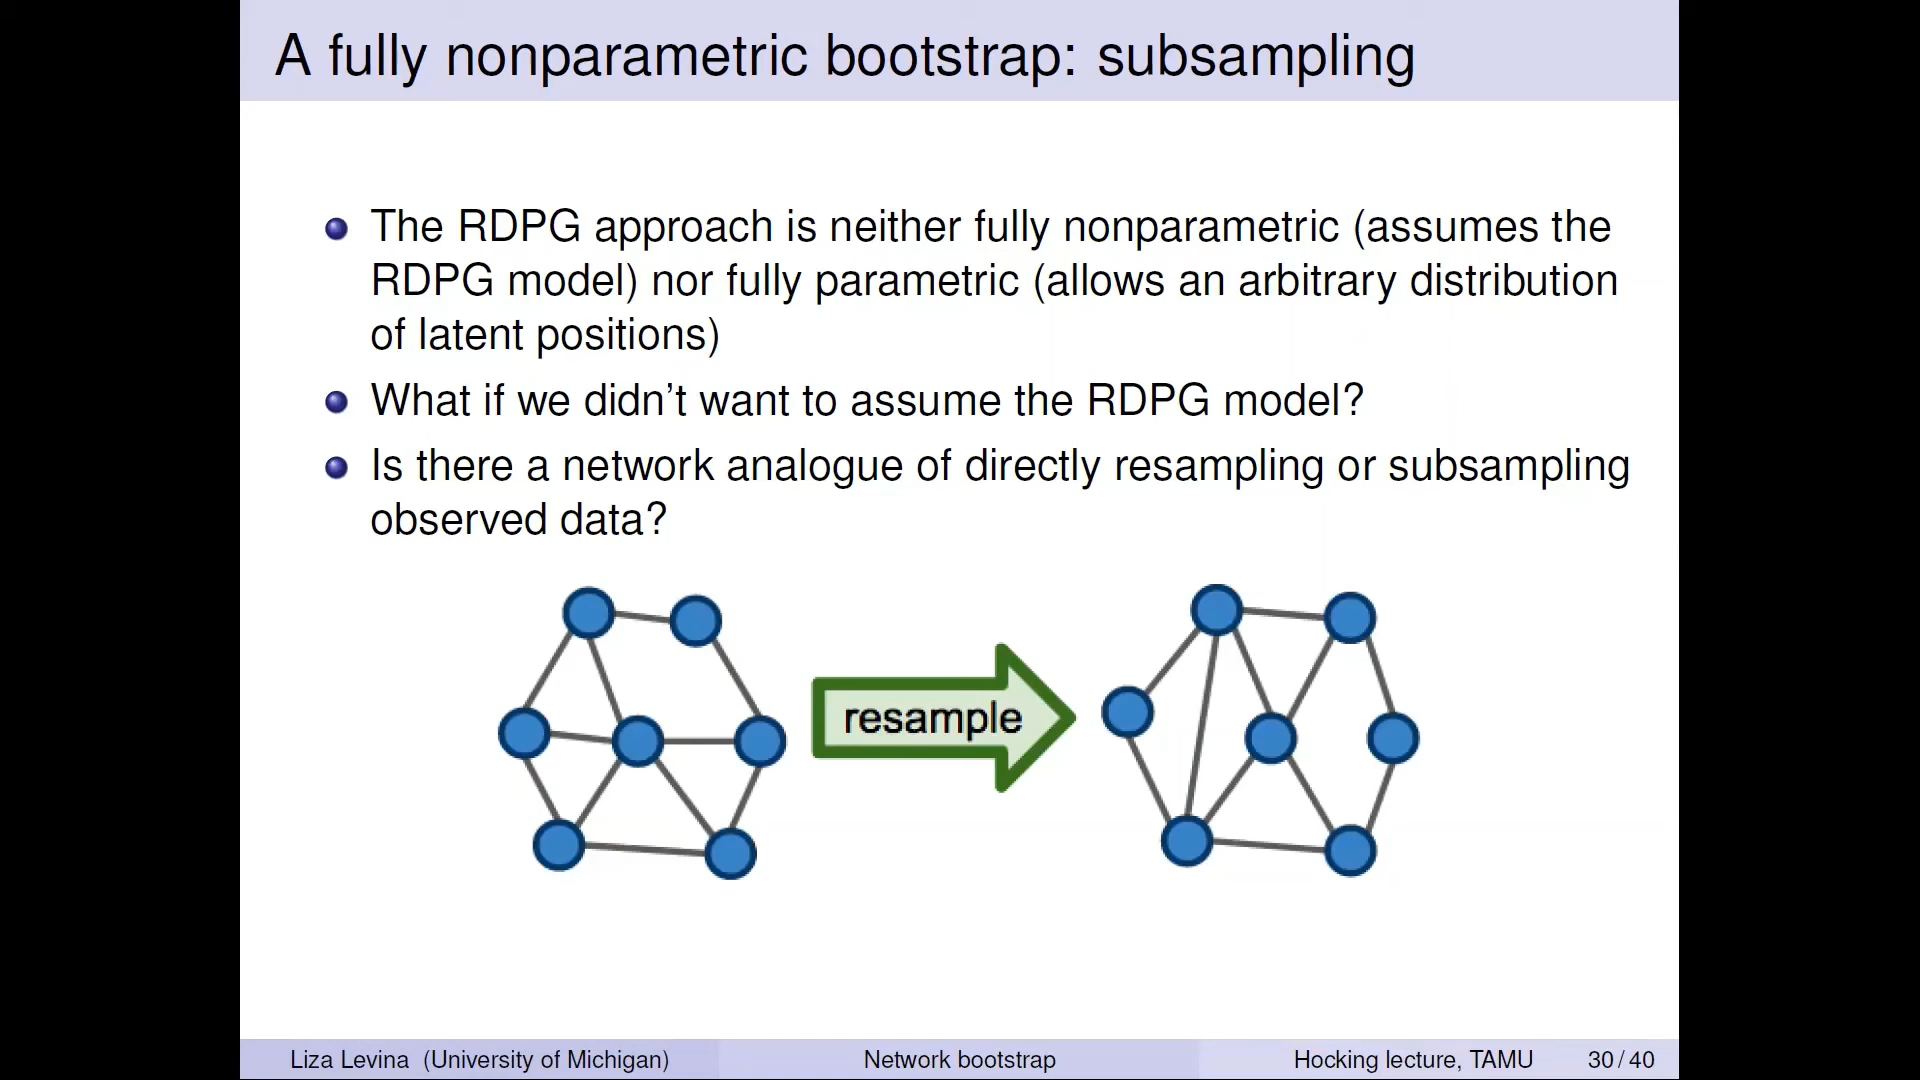 A fully nonparametric bootstrap: subsampling
The RDPG approach is neither fully nonparametric (assumes the
RDPG model) nor fully parametric (allows an arbitrary distribution
of latent positions)
What if we didn't want to assume the RDPG model?
Is there a network analogue of directly resampling or subsampling
observed data?
resample
Liza Levina (University of Michigan) Network bootstrap Hocking lecture, TAMU 30 / 40